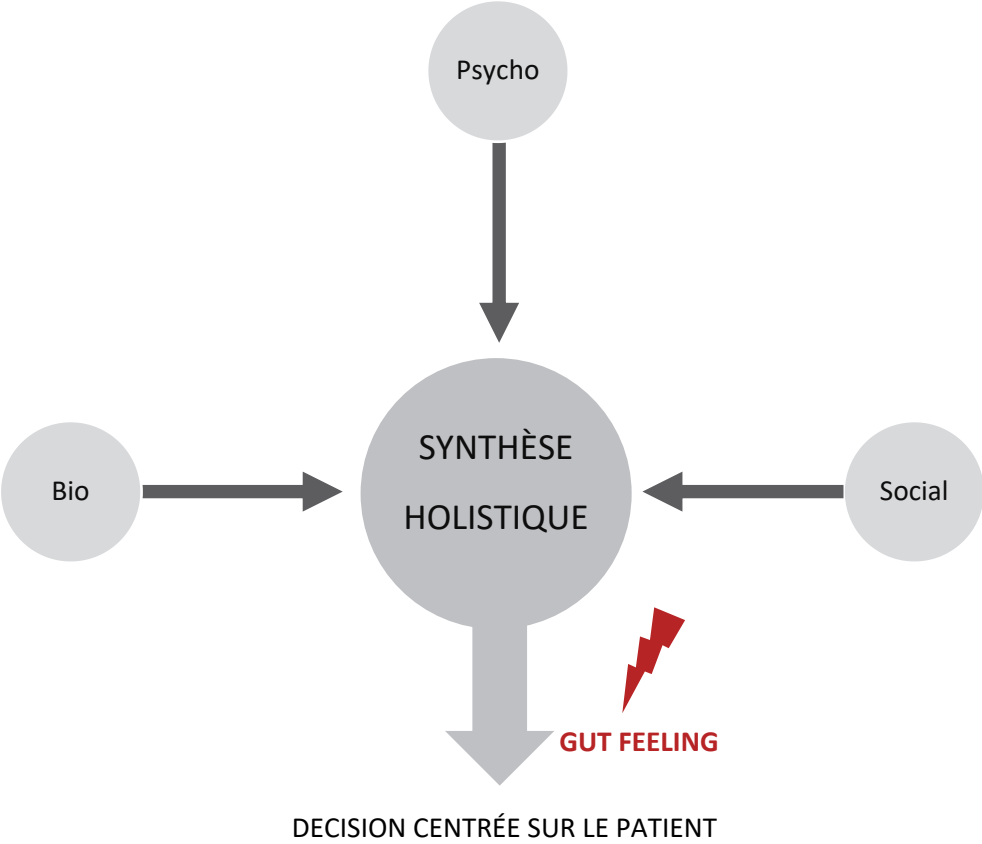 Psycho
Bio
SYNTHÈSE
HOLISTIQUE
Social
GUT FEELING
DECISION CENTRÉE SUR LE PATIENT